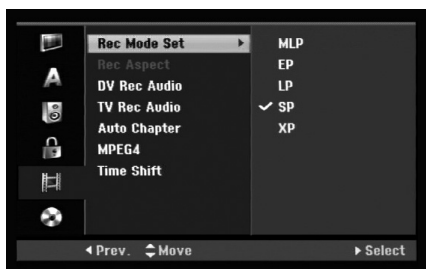 Rec Mode Set
Rec Aspect
DV Rec Audio
TV Rec Audio
Auto Chapter
MPEG4
Time Shift
MLP
EP
LP
SP
XP
A
Prev. Move Select